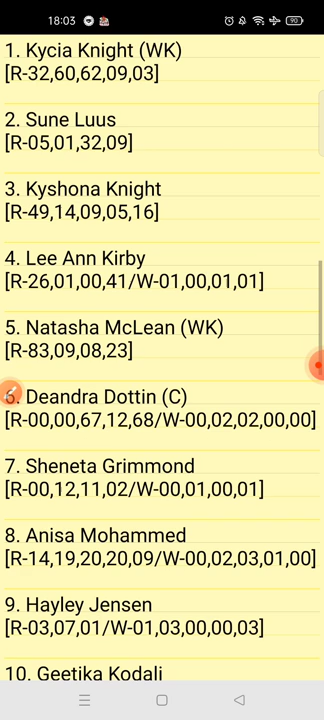 18:03
90
1. Kycia Knight (WK)
[R-32,60,62,09,03]
2. Sune Luus
[R-05,01,32,09]
3. Kyshona Knight
[R-49,14,09,05,16]
4. Lee Ann Kirby
[R-26,01,00,41/W-01,00,01,01]
5. Natasha McLean (WK)
[R-83,09,08,23]
6. Deandra Dottin (C)
[R-00,00,67,12,68/W-00,02,02,00,00]
7. Sheneta Grimmond
[R-00,12,11,02/W-00,01,00,01]
8. Anisa Mohammed
[R-14,19,20,20,09/W-00,02,03,01,00]
9. Hayley Jensen
[R-03,07,01/W-01,03,00,00,03]
10. Geetika Kodali